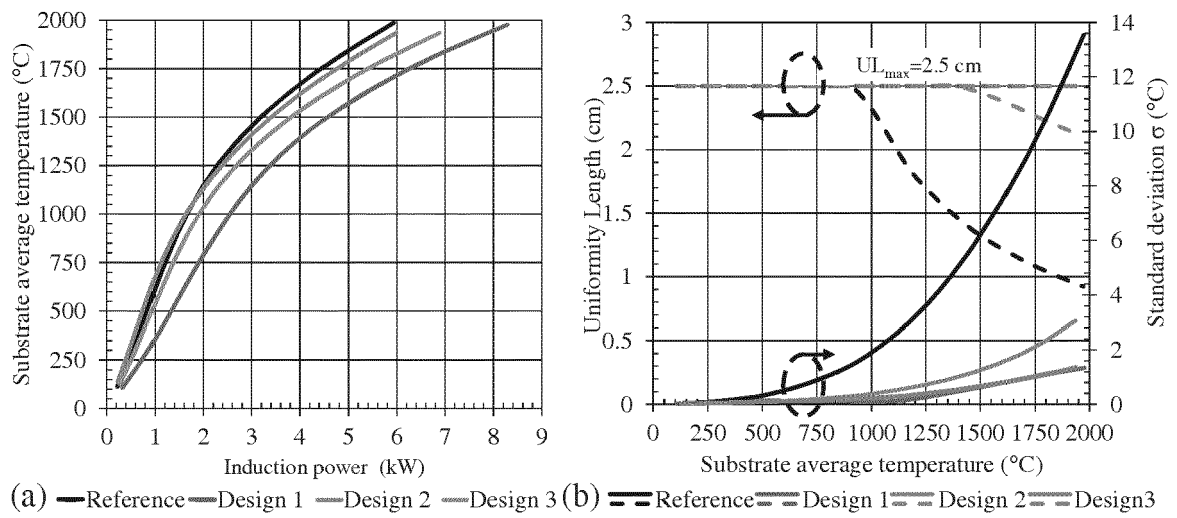 2000
1750
1500
1250
1000
750
500
250
0
Substrate average temperature (°C)
0 1 2 3 4 5 6 7 8 9
Induction power (kW)
(a) Reference Design 1 Design 2 Design 3
3
2.5
2
1.5
1
0.5
0
Uniformity Length (cm)
ULmax=2.5 cm
14
12
10
8
6
4
2
0
Standard deviation σ (°C)
0 250 500 750 1000 1250 1500 1750 2000
Substrate average temperature (°C)
(b) Reference Design 1 Design 2 Design3